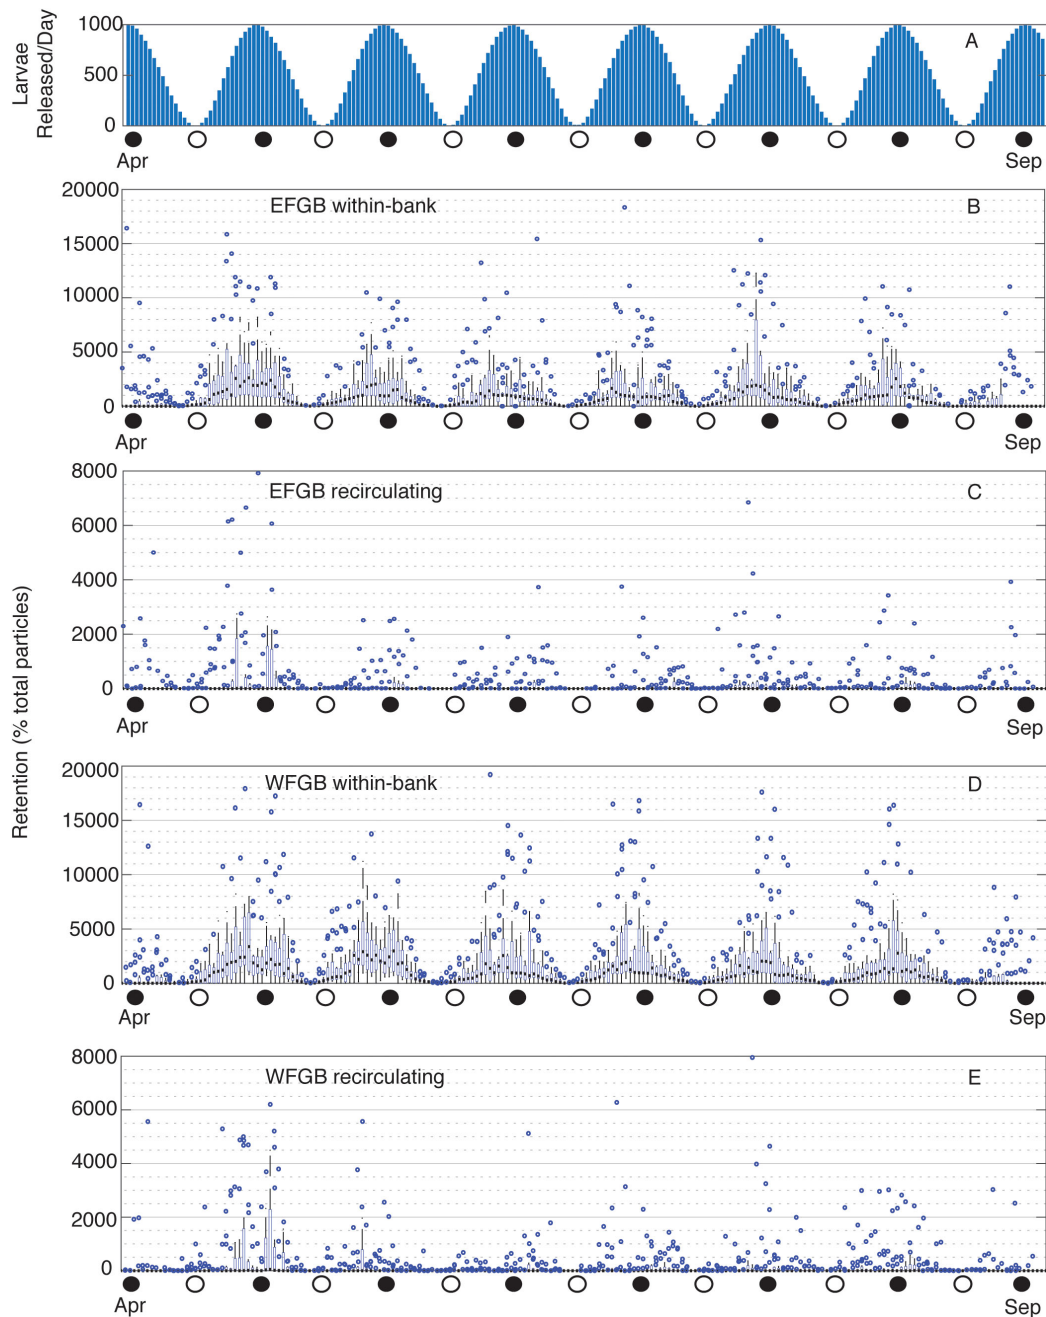 Larvae
Released/Day
1000
500
0
A
Apr
Sep
Retention (% total particles)
20000
15000
10000
5000
0
EFGB within-bank
B
Apr
Sep
8000
6000
4000
2000
0
EFGB recirculating
C
Apr
Sep
20000
15000
10000
5000
0
WFGB within-bank
D
Apr
Sep
8000
6000
4000
2000
0
WFGB recirculating
E
Apr
Sep